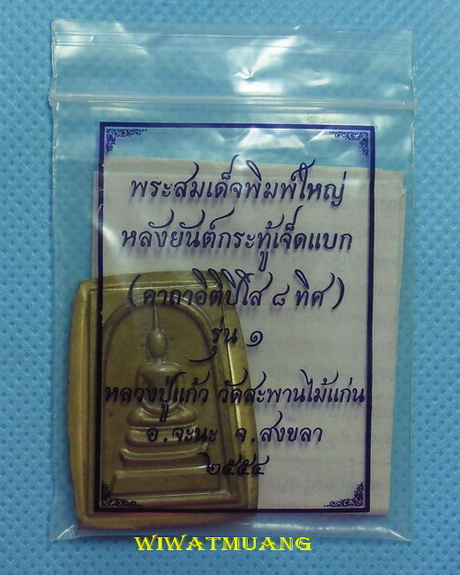 พระสมเด็จพิมพ์ใหญ่
หลังยันต์กระทู้เจ็ดแบก
(คาถาอิติปิโส ๘ ทิศ)
รุ่น ๑
หลวงปู่แก้ว วัดสะพานไม้แก่น
อ.จะนะ จ.สงขลา
๒๕๕๔
WIWATMUANG